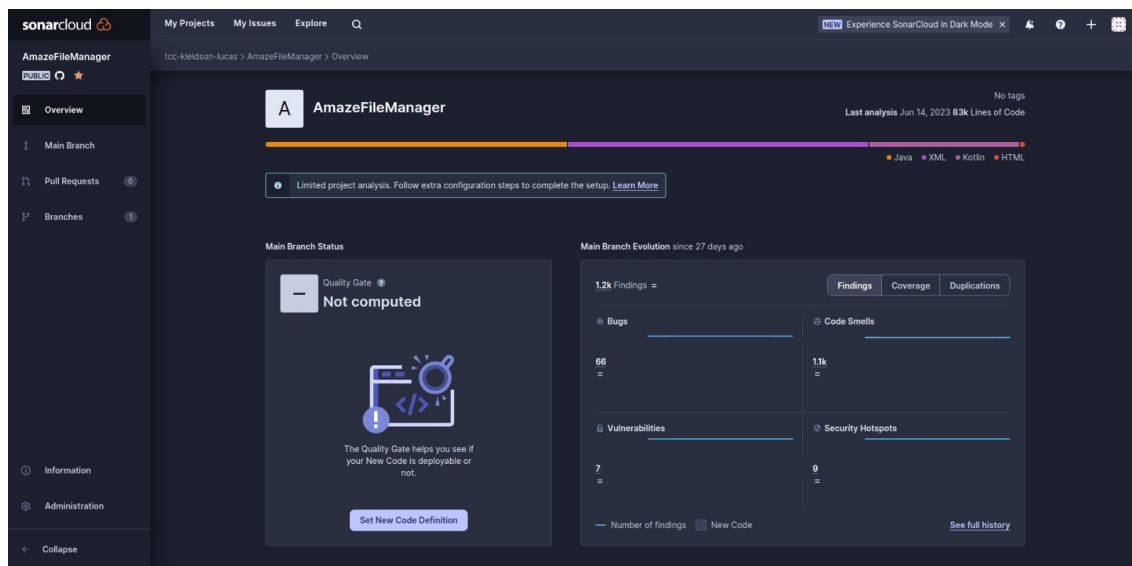 sonarcloud
My Projects My Issues Explore
NEW Experience SonarCloud in Dark Mode ×
AmazeFileManager
PUBLIC
tcc-kleidson-lucas > AmazeFileManager > Overview
Overview
Main Branch
Pull Requests 0
Branches 1
Information
Administration
Collapse
A AmazeFileManager
No tags
Last analysis Jun 14, 2023 83k Lines of Code
Java XML Kotlin HTML
Limited project analysis. Follow extra configuration steps to complete the setup. Learn More
Main Branch Status
Quality Gate ?
Not computed
The Quality Gate helps you see if
your New Code is deployable or
not.
Set New Code Definition
Main Branch Evolution since 27 days ago
1.2k Findings =
Findings Coverage Duplications
Bugs
66
=
Code Smells
1.1k
=
Vulnerabilities
7
=
Security Hotspots
9
=
Number of findings New Code
See full history